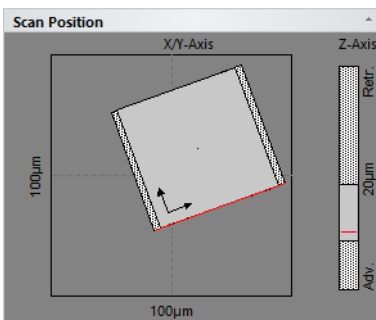 Scan Position
X/Y-Axis
Z-Axis
100µm
100µm
Retr.
20µm
Adv.